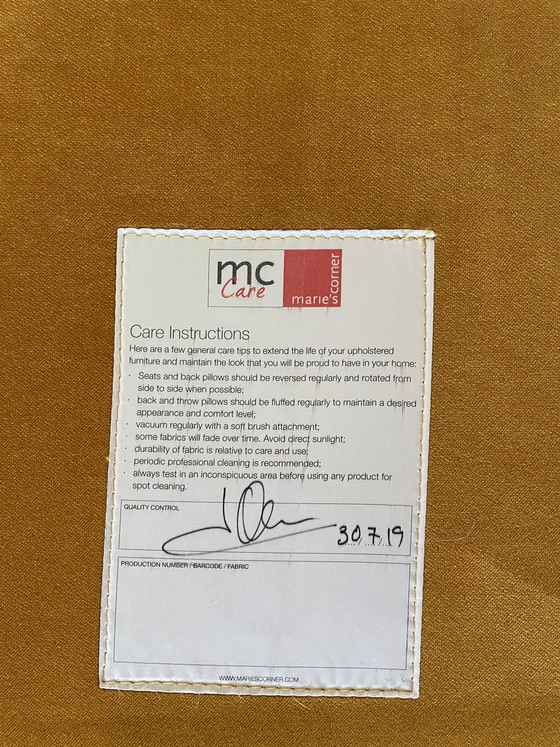 mc
Care
marie's corner
Care Instructions
Here are a few general care tips to extend the life of your upholstered
furniture and maintain the look that you will be proud to have in your home:
· Seats and back pillows should be reversed regularly and rotated from
side to side when possible;
· back and throw pillows should be fluffed regularly to maintain a desired
appearance and comfort level;
· vacuum regularly with a soft brush attachment;
· some fabrics will fade over time. Avoid direct sunlight;
· durability of fabric is relative to care and use;
· periodic professional cleaning is recommended;
· always test in an inconspicuous area before using any product for
spot cleaning.
QUALITY CONTROL
30/7/19
PRODUCTION NUMBER / BARCODE / FABRIC
WWW.MARIESCORNER.COM